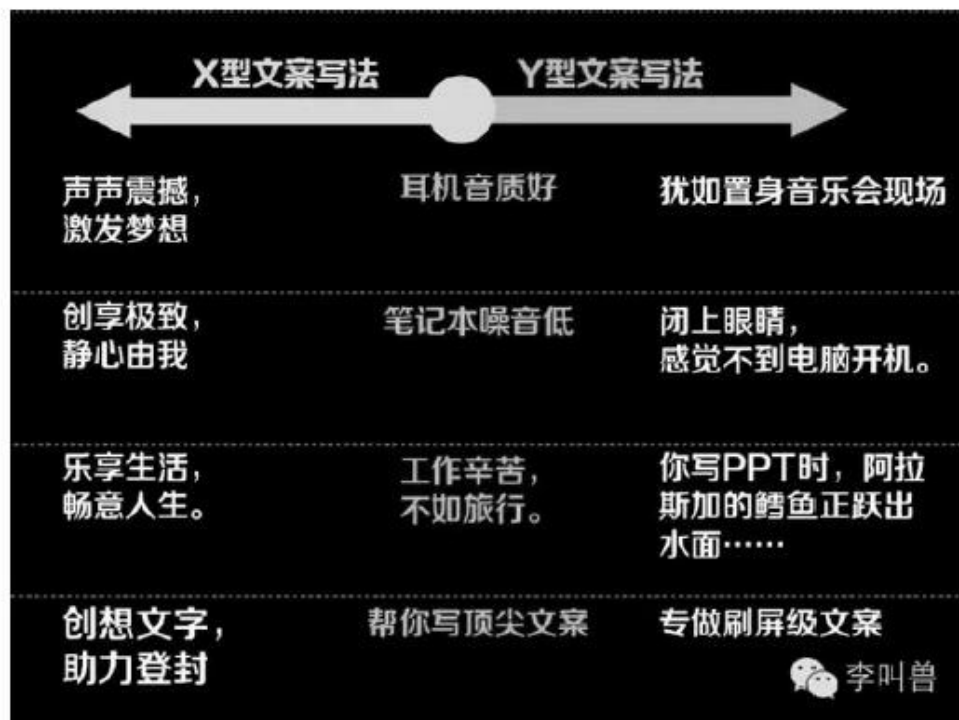 X型文案写法
Y型文案写法
声声震撼，
激发梦想
耳机音质好
犹如置身音乐会现场
创享极致，
静心由我
笔记本噪音低
闭上眼睛，
感觉不到电脑开机。
乐享生活，
畅意人生。
工作辛苦，
不如旅行。
你写PPT时，阿拉
斯加的鳕鱼正跃出
水面……
创想文字，
助力登封
帮你写顶尖文案
专做刷屏级文案
李叫兽